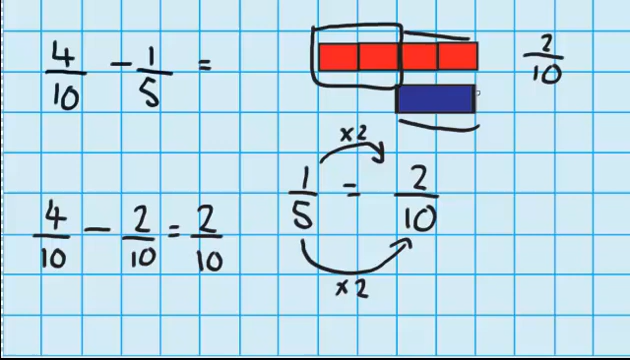 4/10 - 1/5 =
2/10
×2
1/5 = 2/10
×2
4/10 - 2/10 = 2/10